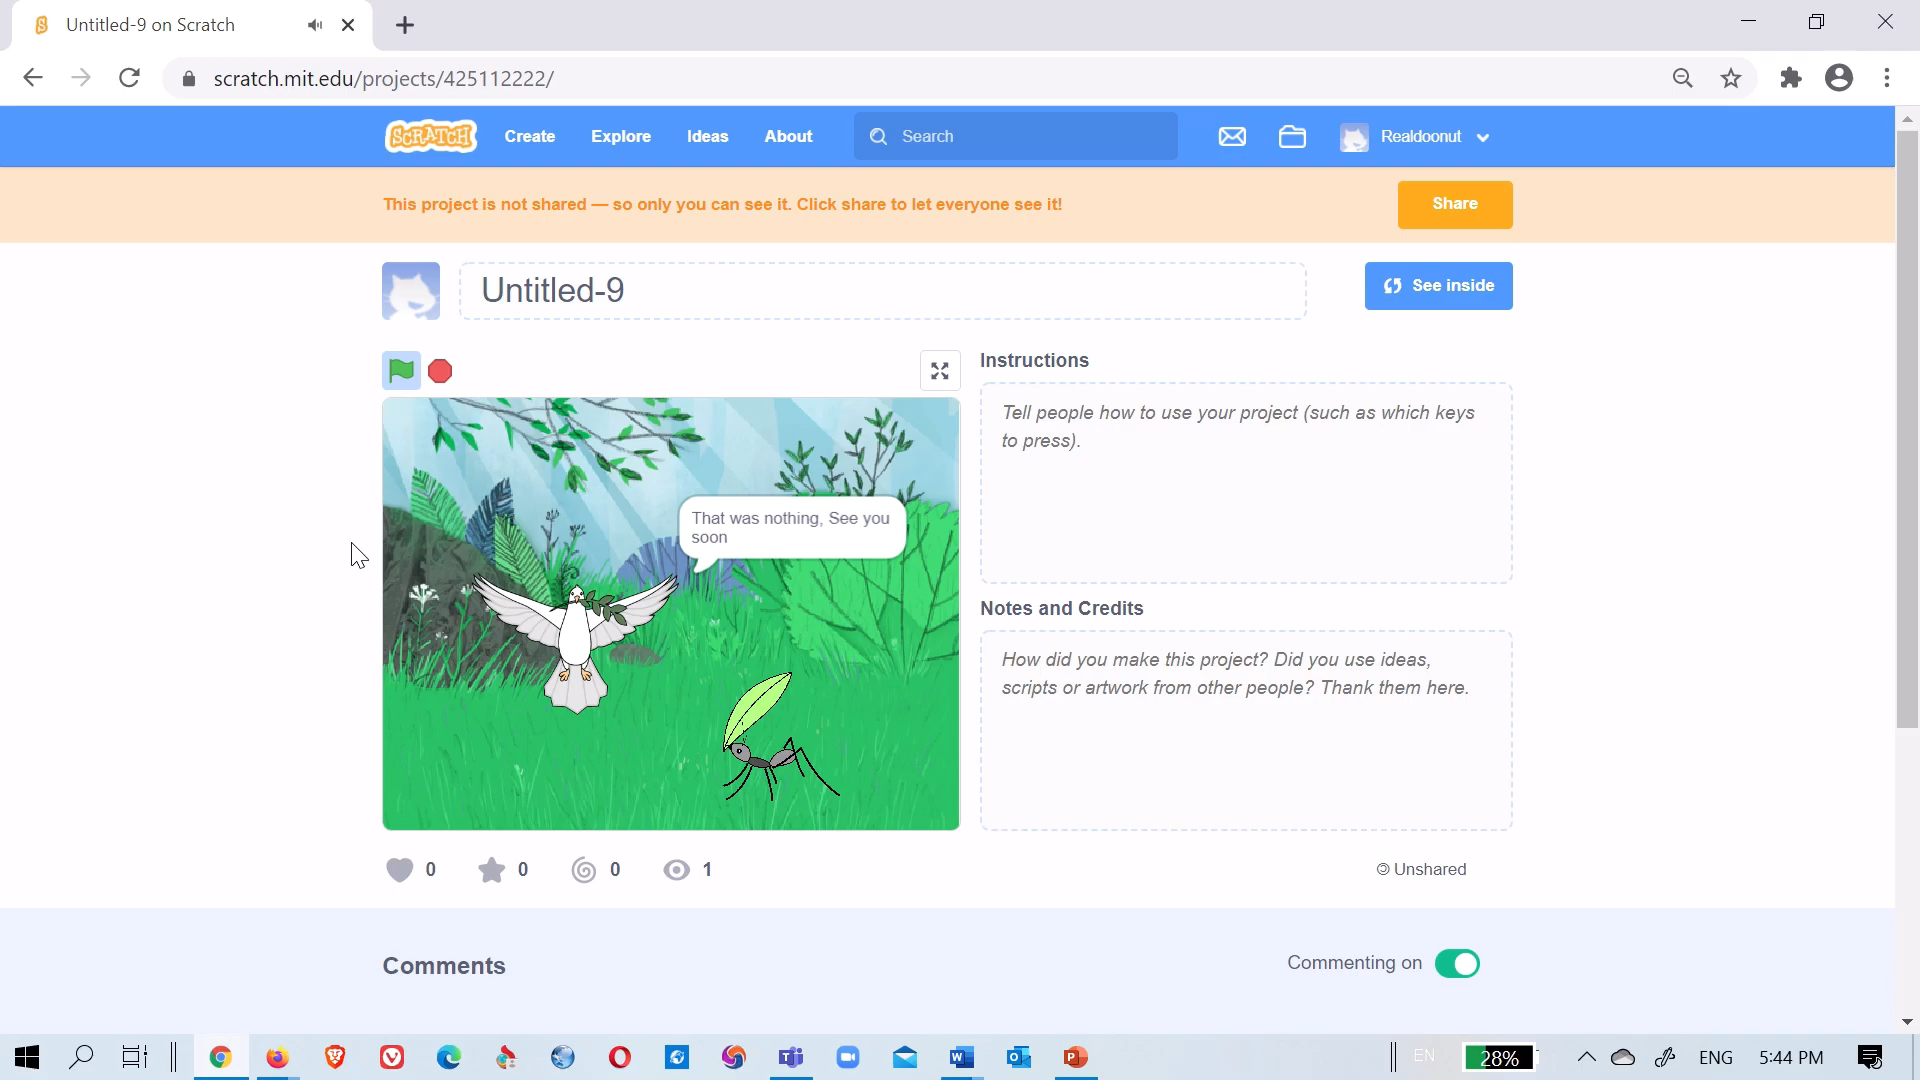 Untitled-9 on Scratch
scratch.mit.edu/projects/425112222/
SCRATCH Create Explore Ideas About Search Realdoonut
This project is not shared — so only you can see it. Click share to let everyone see it! Share
Untitled-9
See inside
Instructions
Tell people how to use your project (such as which keys
to press).
That was nothing, See you
soon
Notes and Credits
How did you make this project? Did you use ideas,
scripts or artwork from other people? Thank them here.
0 0 0 1
Unshared
Comments
Commenting on
EN 28% ENG 5:44 PM